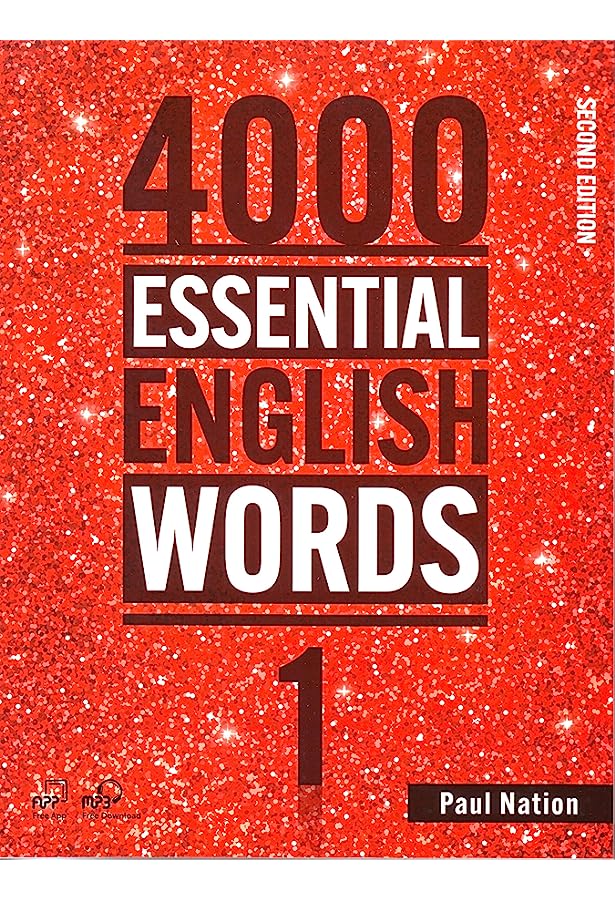 4000
ESSENTIAL
ENGLISH
WORDS
1
SECOND EDITION
APP
Free App
MP3
Free Download
Paul Nation